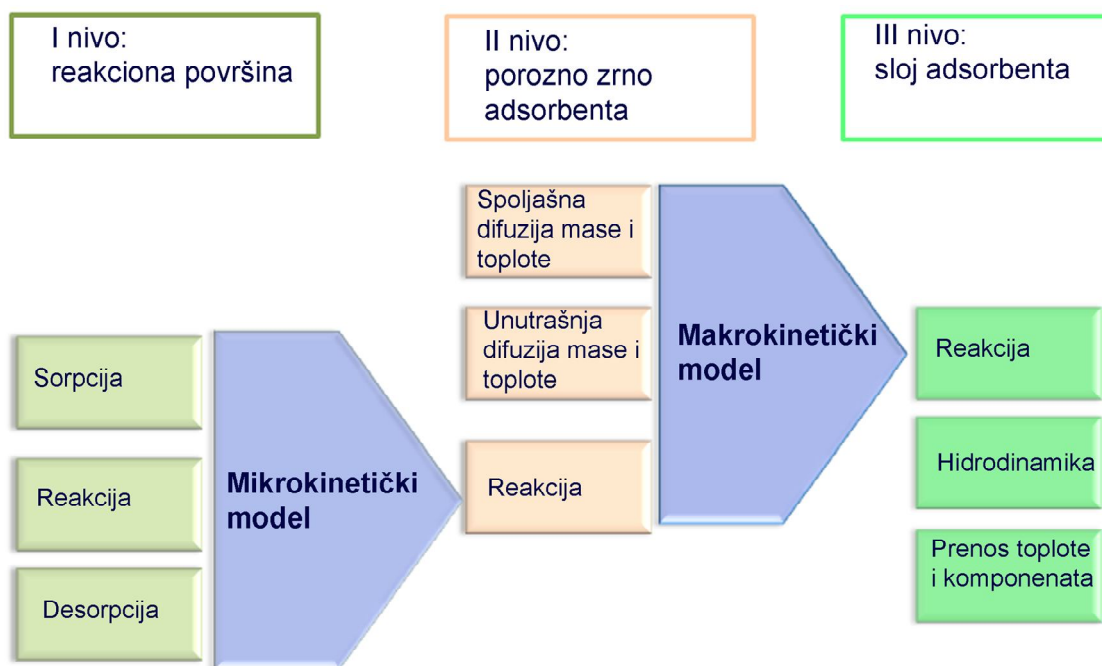 I nivo:
reakciona površina
II nivo:
porozno zrno
adsorbenta
III nivo:
sloj adsorbenta
Sorpcija
Reakcija
Desorpcija
Mikrokinetički
model
Spoljašna
difuzija mase i
toplote
Unutrašnja
difuzija mase i
toplote
Reakcija
Makrokinetički
model
Reakcija
Hidrodinamika
Prenos toplote
i komponenata